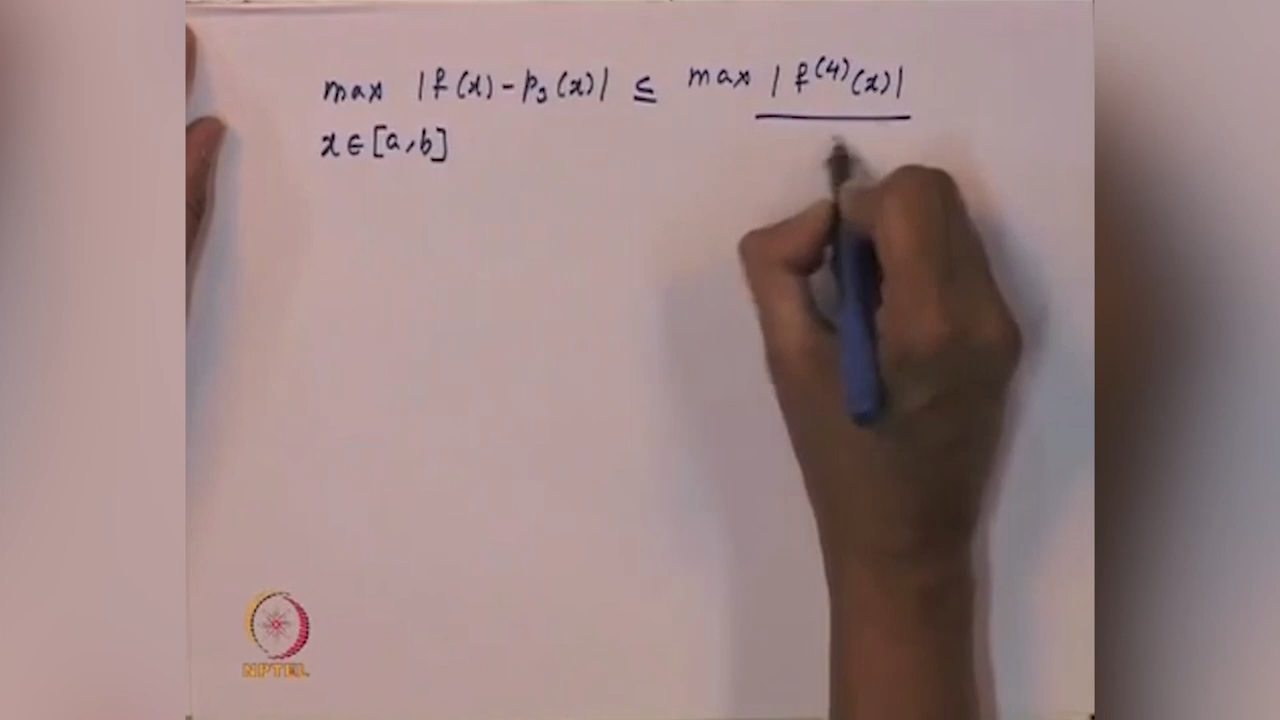 max |f(x) - p₃(x)| ≤ max |f⁽⁴⁾(x)|
x ∈ [a,b]
NPTEL